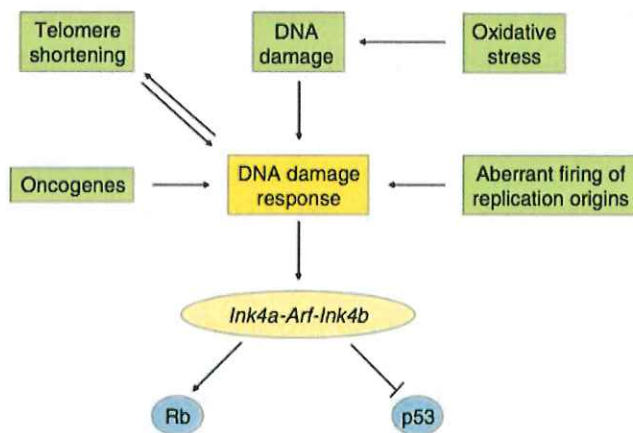 Telomere
shortening
DNA
damage
Oxidative
stress
Oncogenes
DNA damage
response
Aberrant firing of
replication origins
Ink4a-Arf-Ink4b
Rb
p53